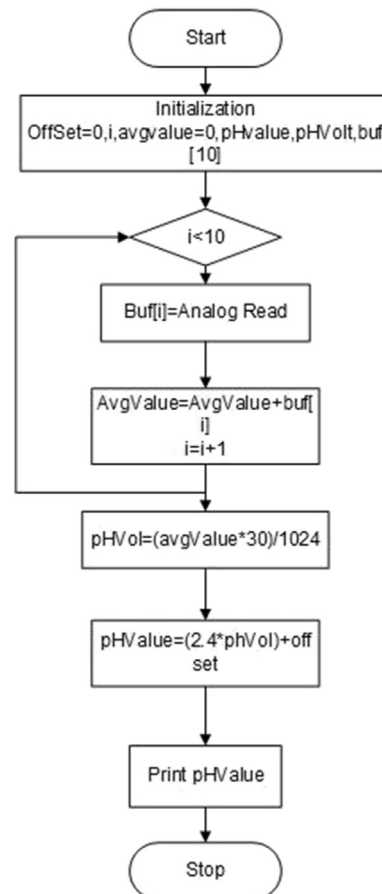 Start
Initialization
OffSet=0,i,avgvalue=0,pHvalue,pHVolt,buf
[10]
i<10
Buf[i]=Analog Read
AvgValue=AvgValue+buf[
i]
i=i+1
pHVol=(avgValue*30)/1024
pHValue=(2.4*phVol)+off
set
Print pHValue
Stop